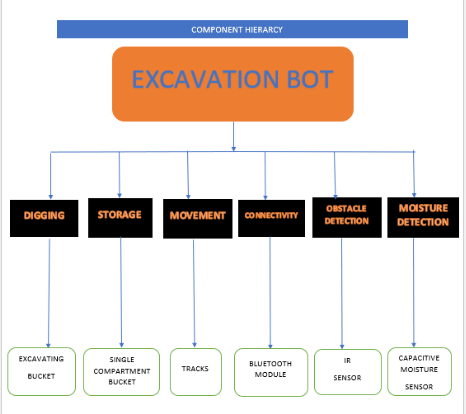 COMPONENT HIERARCY
EXCAVATION BOT
DIGGING
STORAGE
MOVEMENT
CONNECTIVITY
OBSTACLE
DETECTION
MOISTURE
DETECTION
EXCAVATING
BUCKET
SINGLE
COMPARTMENT
BUCKET
TRACKS
BLUETOOTH
MODULE
IR
SENSOR
CAPACITIVE
MOISTURE
SENSOR